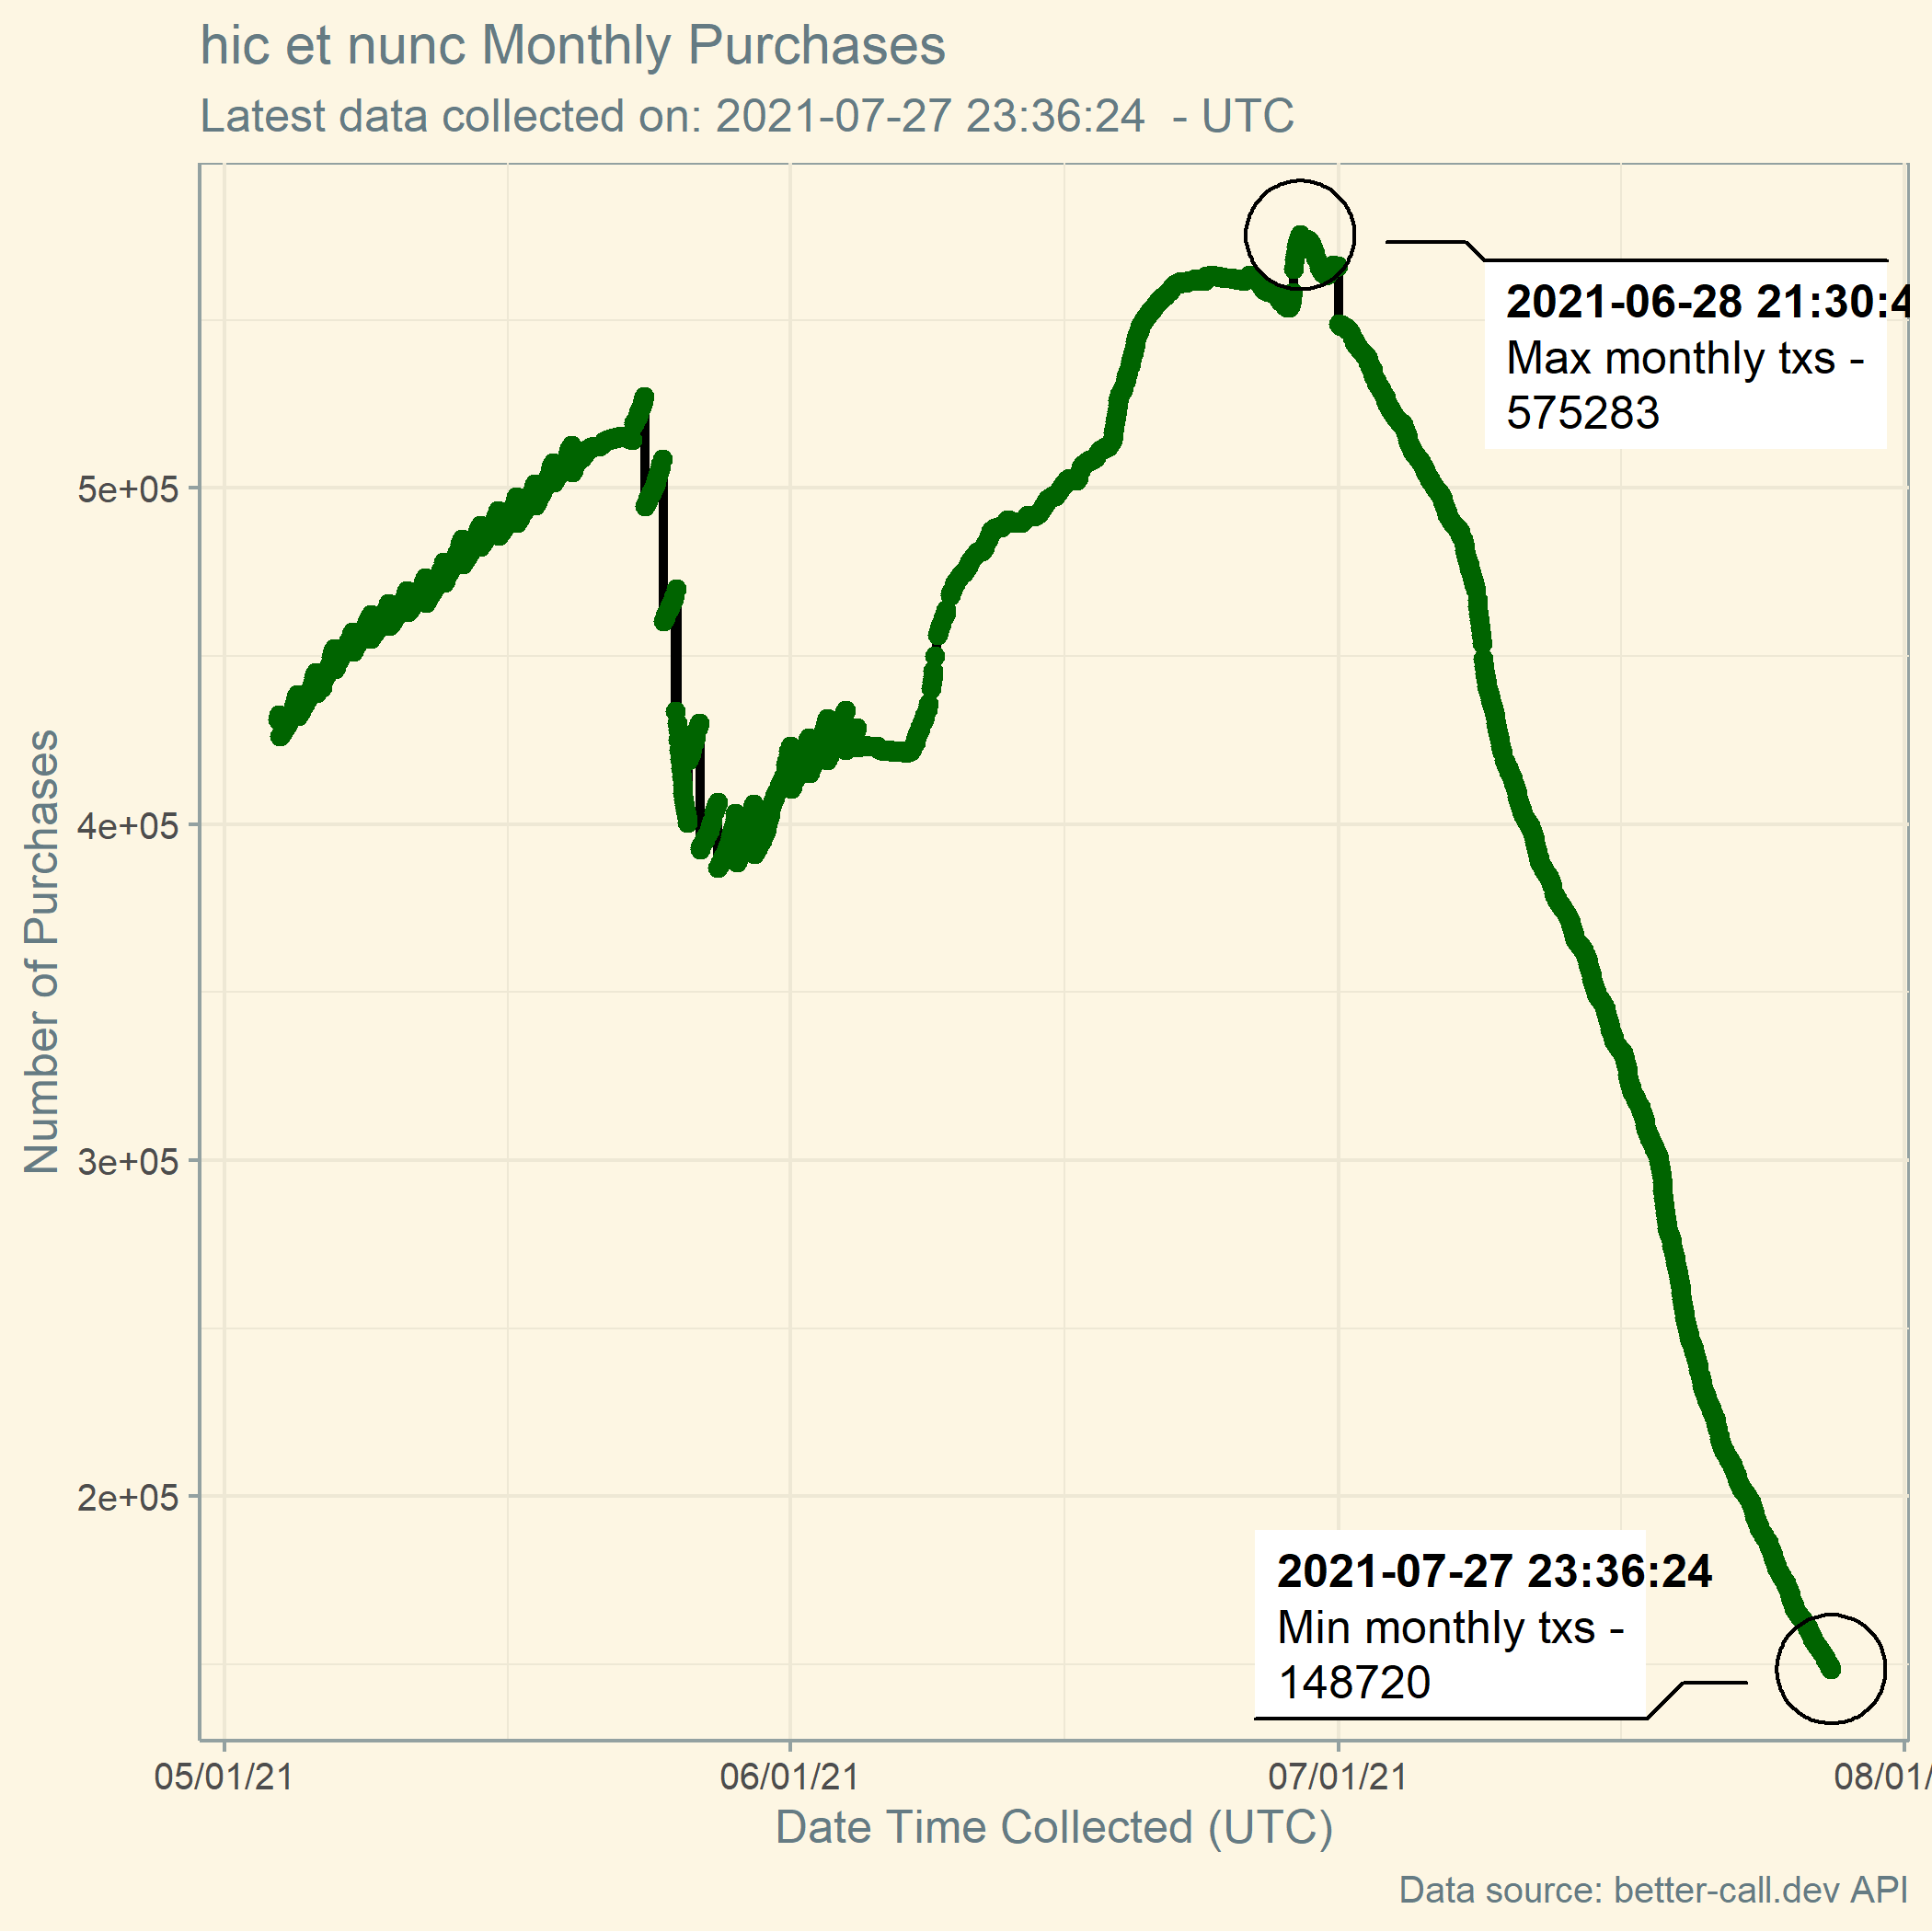 hic et nunc Monthly Purchases
Latest data collected on: 2021-07-27 23:36:24 - UTC
2021-06-28 21:30:4
Max monthly txs -
575283
Number of Purchases
5e+05
4e+05
3e+05
2e+05
2021-07-27 23:36:24
Min monthly txs -
148720
05/01/21
06/01/21
07/01/21
08/01/
Date Time Collected (UTC)
Data source: better-call.dev API